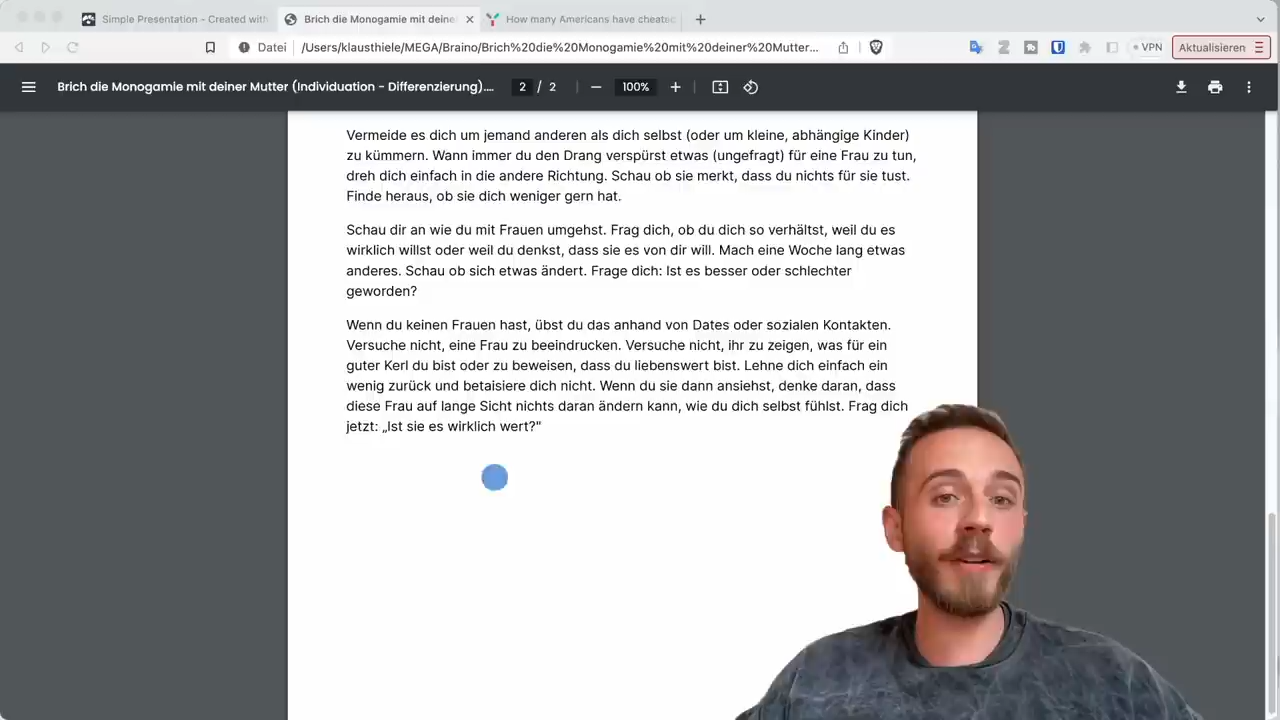 Simple Presentation – Created with
Brich die Monogamie mit deine
How many Americans have cheate
Datei
/Users/klausthiele/MEGA/Braino/Brich%20die%20Monogamie%20mit%20deiner%20Mutter...
VPN
Aktualisieren
Brich die Monogamie mit deiner Mutter (Individuation - Differenzierung)....
2 / 2
100%
Vermeide es dich um jemand anderen als dich selbst (oder um kleine, abhängige Kinder)
zu kümmern. Wann immer du den Drang verspürst etwas (ungefragt) für eine Frau zu tun,
dreh dich einfach in die andere Richtung. Schau ob sie merkt, dass du nichts für sie tust.
Finde heraus, ob sie dich weniger gern hat.
Schau dir an wie du mit Frauen umgehst. Frag dich, ob du dich so verhältst, weil du es
wirklich willst oder weil du denkst, dass sie es von dir will. Mach eine Woche lang etwas
anderes. Schau ob sich etwas ändert. Frage dich: Ist es besser oder schlechter
geworden?
Wenn du keinen Frauen hast, übst du das anhand von Dates oder sozialen Kontakten.
Versuche nicht, eine Frau zu beeindrucken. Versuche nicht, ihr zu zeigen, was für ein
guter Kerl du bist oder zu beweisen, dass du liebenswert bist. Lehne dich einfach ein
wenig zurück und betaisiere dich nicht. Wenn du sie dann ansiehst, denke daran, dass
diese Frau auf lange Sicht nichts daran ändern kann, wie du dich selbst fühlst. Frag dich
jetzt: „Ist sie es wirklich wert?"